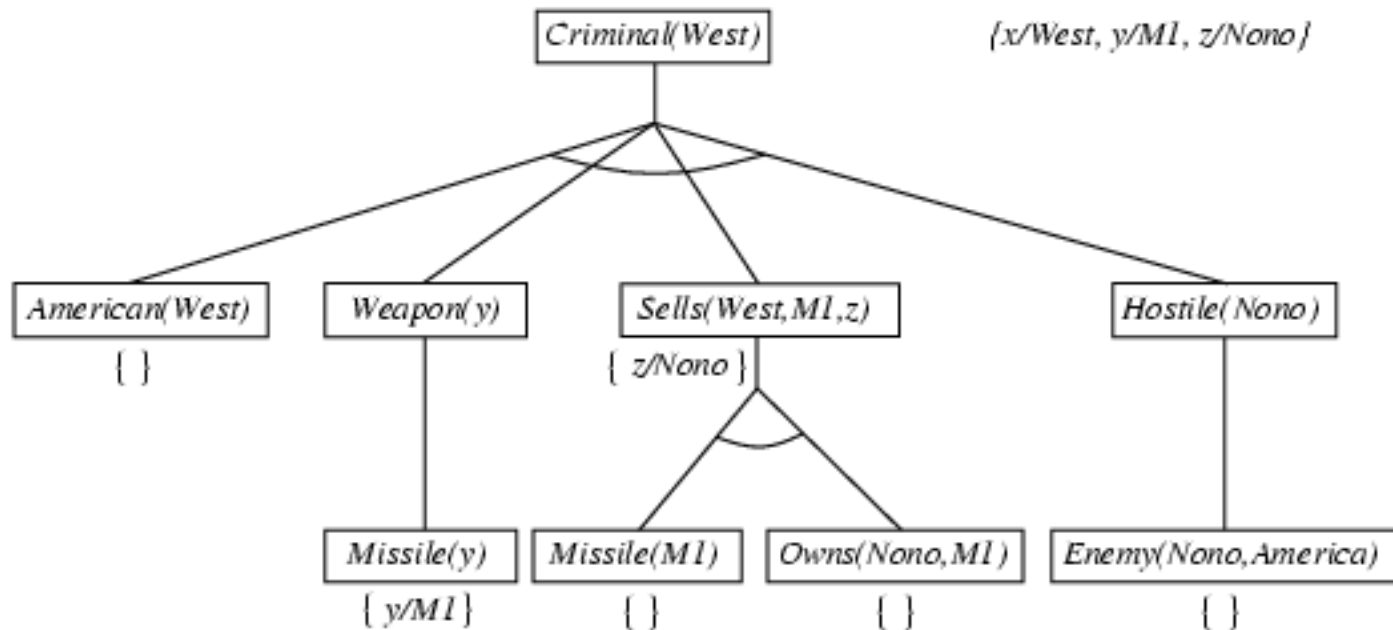 Criminal(West) {x/West, y/M1, z/Nono}
American(West) Weapon(y) Sells(West,M1,z) Hostile(Nono)
{ } { z/Nono }
Missile(y) Missile(M1) Owns(Nono,M1) Enemy(Nono,America)
{ y/M1 } { } { } { }